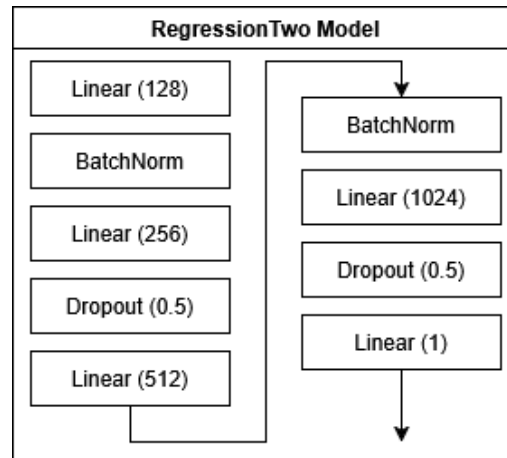 RegressionTwo Model
Linear (128)
BatchNorm
Linear (256)
Dropout (0.5)
Linear (512)
BatchNorm
Linear (1024)
Dropout (0.5)
Linear (1)